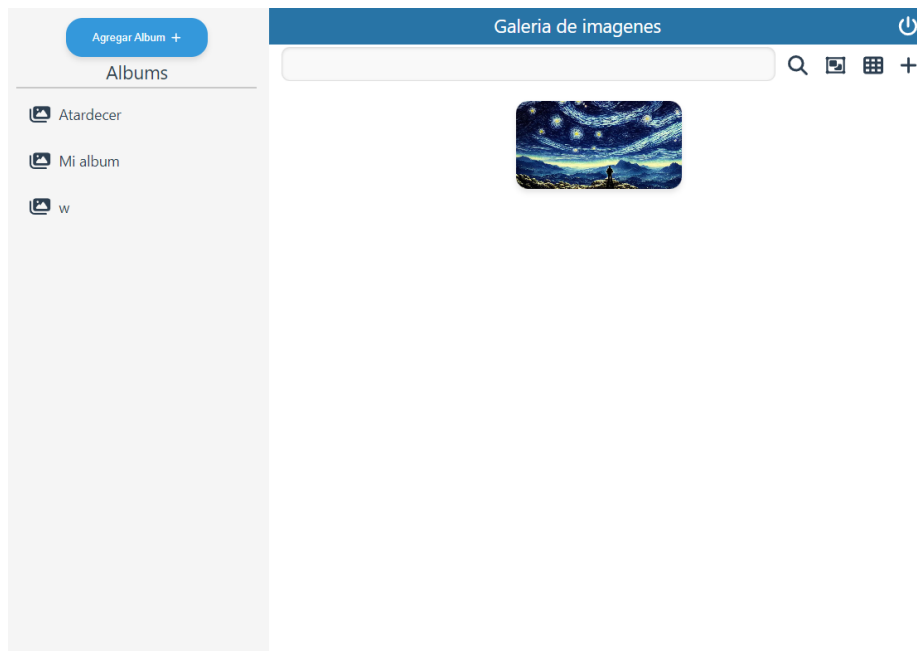 Agregar Album +
Albums
Atardecer
Mi album
w
Galeria de imagenes